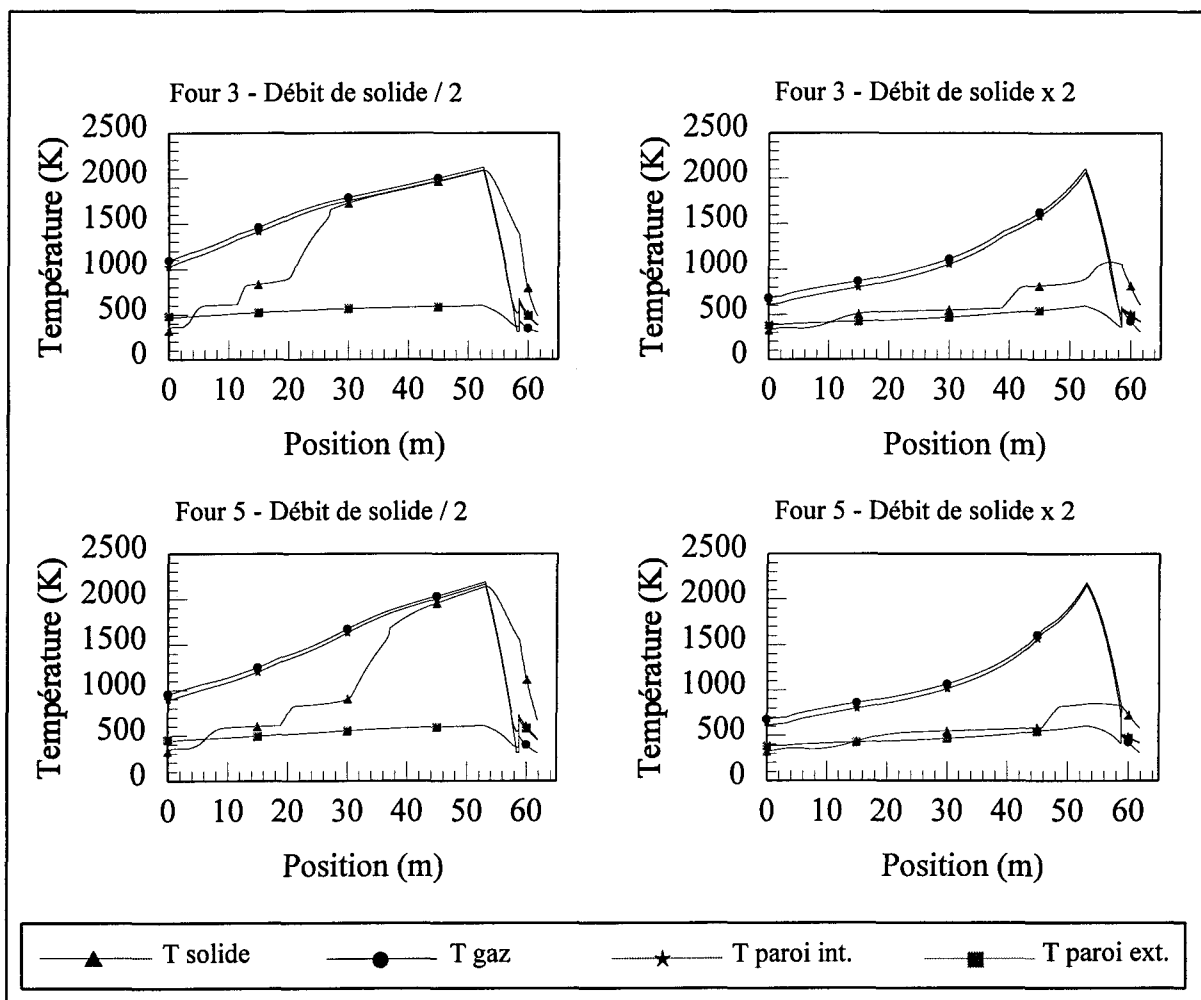 Four 3 - Débit de solide / 2
Four 3 - Débit de solide x 2
Température (K)
2500
2000
1500
1000
500
0
0 10 20 30 40 50 60
Position (m)
Température (K)
2500
2000
1500
1000
500
0
0 10 20 30 40 50 60
Position (m)
Four 5 - Débit de solide / 2
Four 5 - Débit de solide x 2
Température (K)
2500
2000
1500
1000
500
0
0 10 20 30 40 50 60
Position (m)
Température (K)
2500
2000
1500
1000
500
0
0 10 20 30 40 50 60
Position (m)
T solide T gaz T paroi int. T paroi ext.